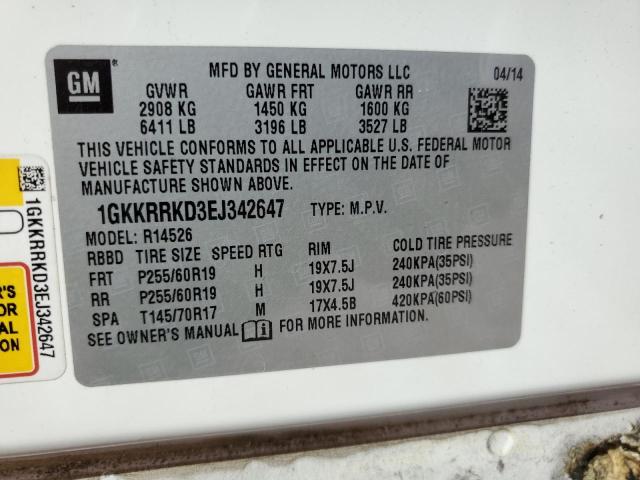 GM ®
MFD BY GENERAL MOTORS LLC 04/14
GVWR GAWR FRT GAWR RR
2908 KG 1450 KG 1600 KG
6411 LB 3196 LB 3527 LB
THIS VEHICLE CONFORMS TO ALL APPLICABLE U.S. FEDERAL MOTOR
VEHICLE SAFETY STANDARDS IN EFFECT ON THE DATE OF
MANUFACTURE SHOWN ABOVE.
1GKKRRKD3EJ342647 TYPE: M.P.V.
MODEL: R14526
RBBD TIRE SIZE SPEED RTG RIM COLD TIRE PRESSURE
FRT P255/60R19 H 19X7.5J 240KPA(35PSI)
RR P255/60R19 H 19X7.5J 240KPA(35PSI)
SPA T145/70R17 M 17X4.5B 420KPA(60PSI)
SEE OWNER'S MANUAL FOR MORE INFORMATION.
1GKKRRKD3EJ342647
R'S
OR
AL
ON